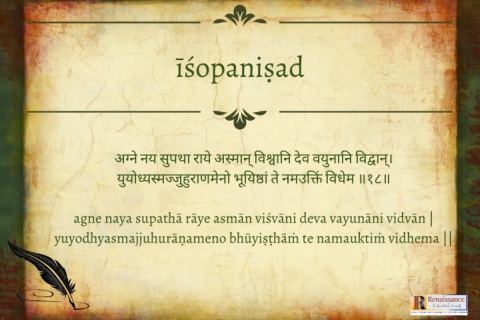 īśopaniṣad
अग्ने नय सुपथा राये अस्मान् विश्वानि देव वयुनानि विद्वान्।
युयोध्यस्मज्जुहुराणमेनो भूयिष्ठां ते नमउक्तिं विधेम ॥१८॥
agne naya supathā rāye asmān viśvāni deva vayunāni vidvān |
yuyodhyasmajjuhurāṇameno bhūyiṣṭhāṁ te namauktiṁ vidhema ||
Renaissance